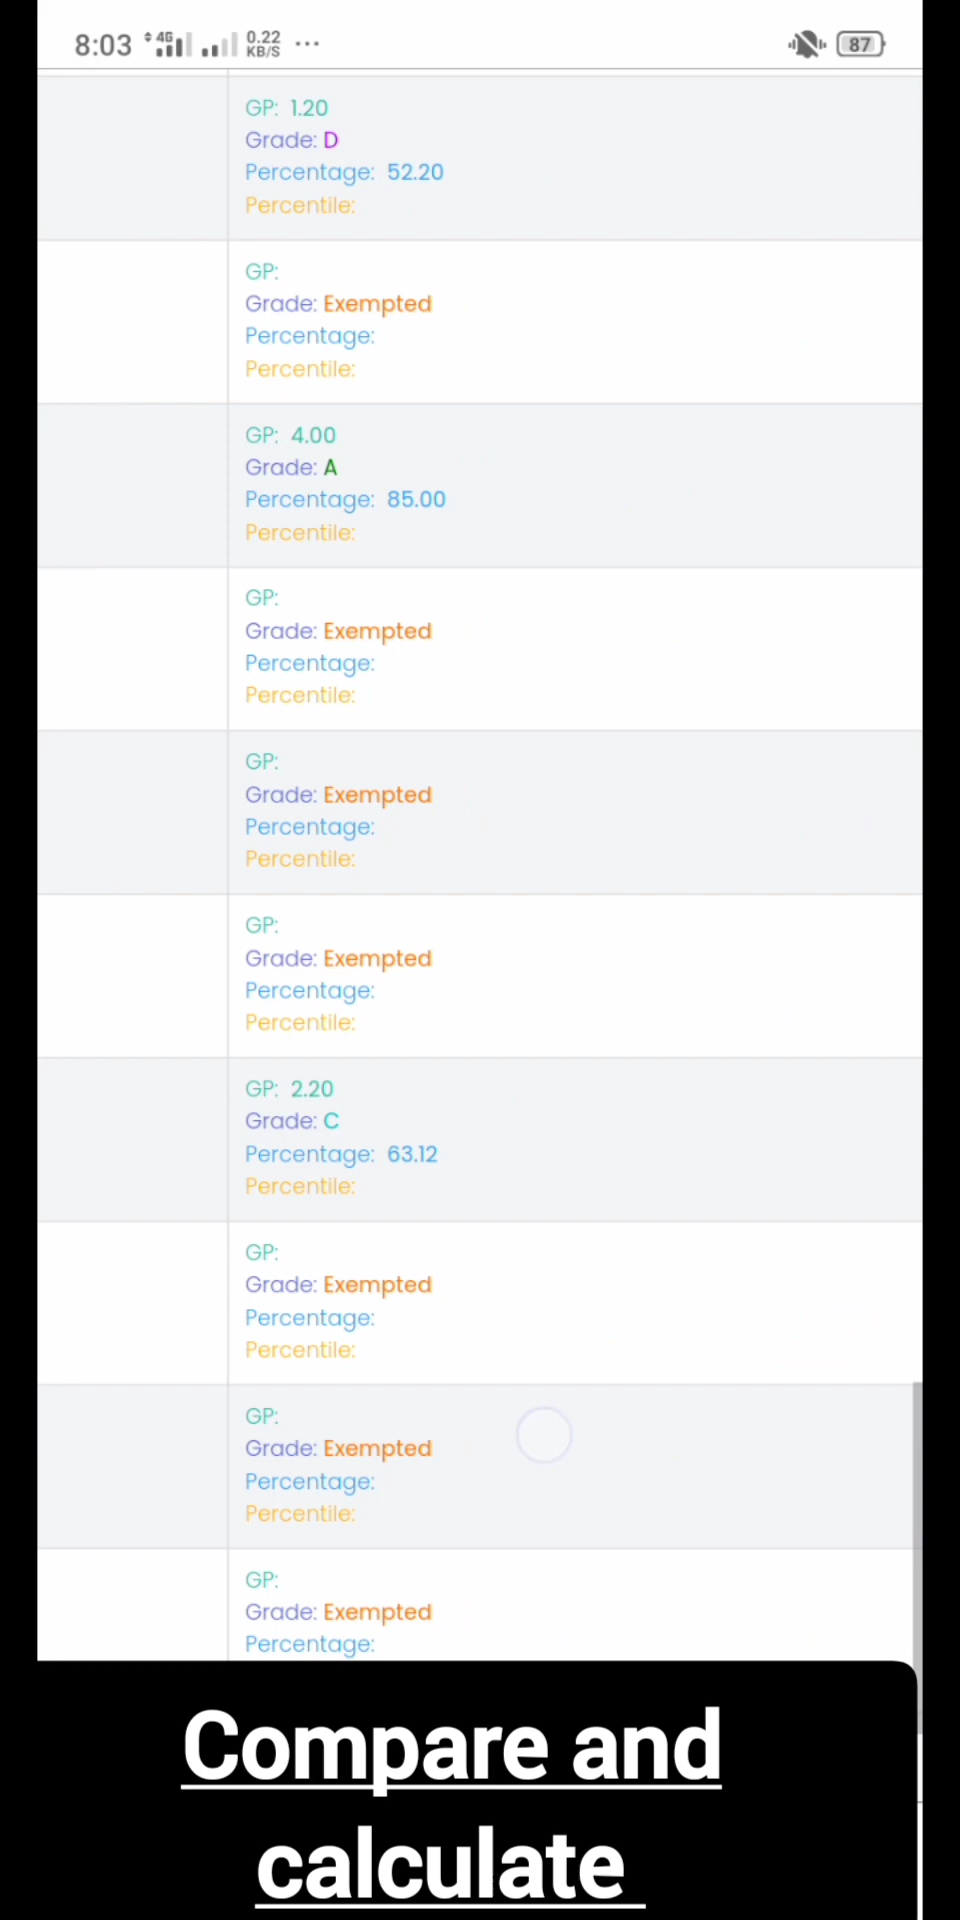 8:03 4G 0.22 KB/S ... 87
GP: 1.20
Grade: D
Percentage: 52.20
Percentile:
GP:
Grade: Exempted
Percentage:
Percentile:
GP: 4.00
Grade: A
Percentage: 85.00
Percentile:
GP:
Grade: Exempted
Percentage:
Percentile:
GP:
Grade: Exempted
Percentage:
Percentile:
GP:
Grade: Exempted
Percentage:
Percentile:
GP: 2.20
Grade: C
Percentage: 63.12
Percentile:
GP:
Grade: Exempted
Percentage:
Percentile:
GP:
Grade: Exempted
Percentage:
Percentile:
GP:
Grade: Exempted
Percentage:
Compare and
calculate